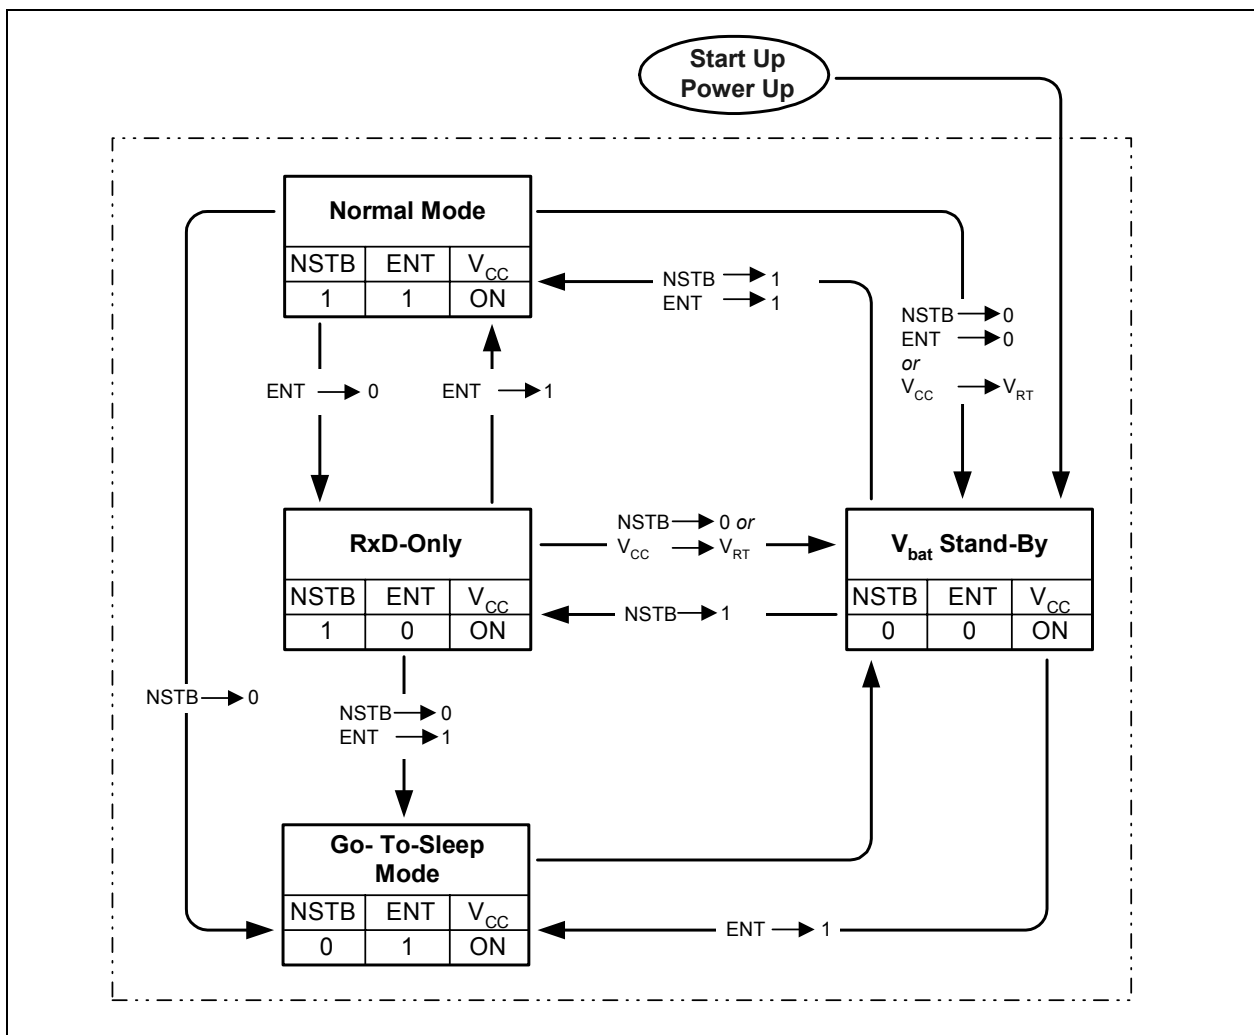 Start Up
Power Up
Normal Mode
NSTB ENT VCC
1 1 ON
NSTB → 1
ENT → 1
NSTB → 0
ENT → 0
or
VCC → VRT
ENT → 0
ENT → 1
RxD-Only
NSTB ENT VCC
1 0 ON
NSTB → 0 or
VCC → VRT
NSTB → 1
Vbat Stand-By
NSTB ENT VCC
0 0 ON
NSTB → 0
NSTB → 0
ENT → 1
Go- To-Sleep
Mode
NSTB ENT VCC
0 1 ON
ENT → 1